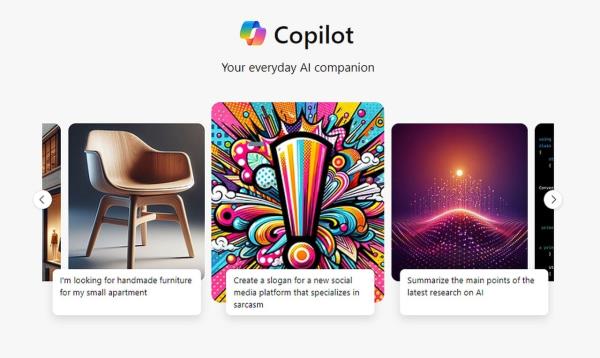 Copilot
Your everyday AI companion
I'm looking for handmade furniture
for my small apartment
Create a slogan for a new social
media platform that specializes in
sarcasm
Summarize the main points of the
latest research on AI